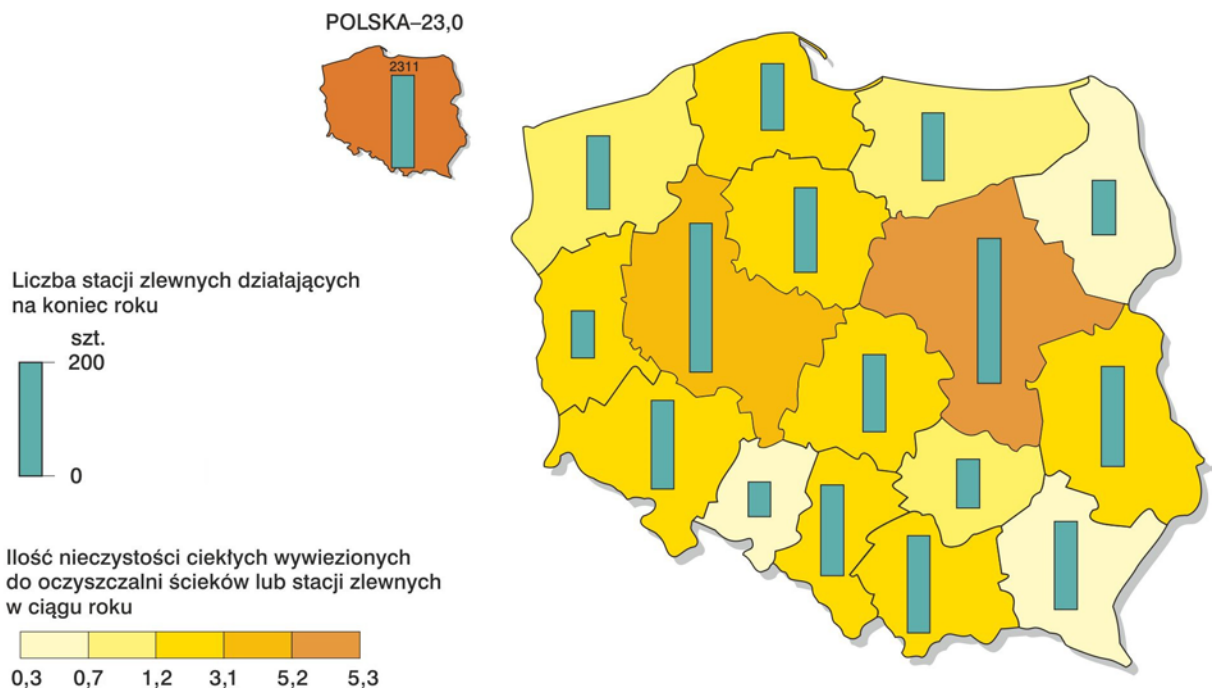 POLSKA–23,0
2311
Liczba stacji zlewnych działających
na koniec roku
szt.
200
0
Ilość nieczystości ciekłych wywiezionych
do oczyszczalni ścieków lub stacji zlewnych
w ciągu roku
0,3 0,7 1,2 3,1 5,2 5,3